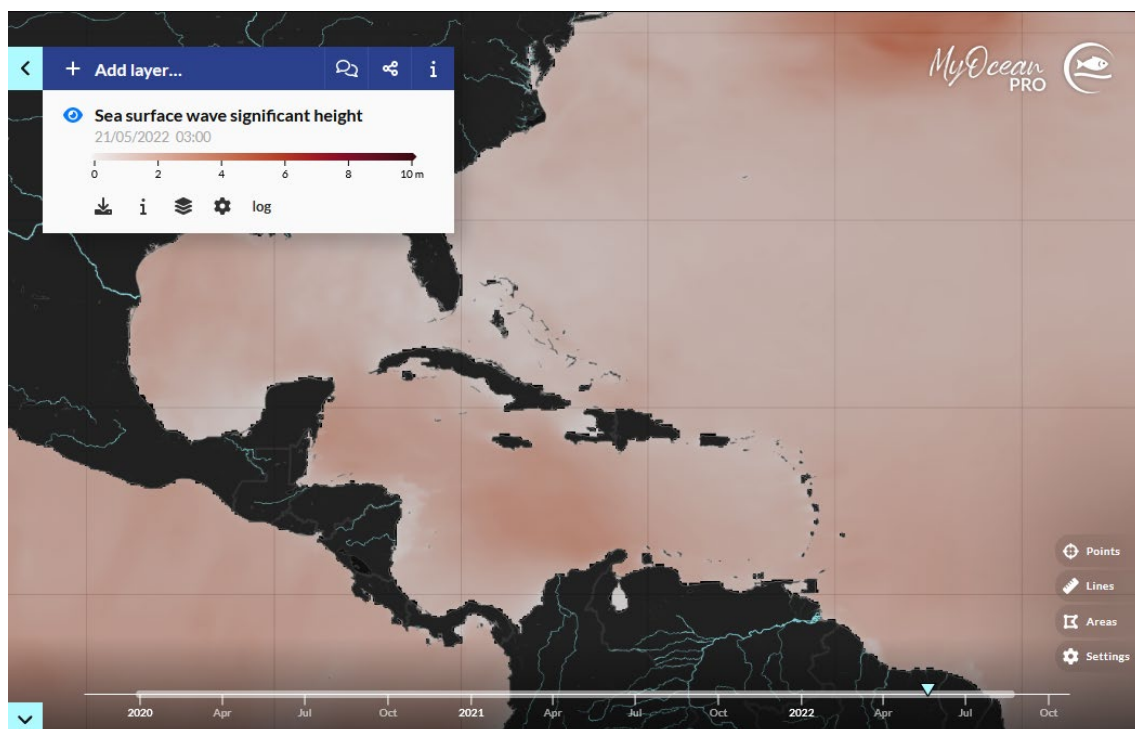 Add layer...
i
Sea surface wave significant height
21/05/2022 03:00
0 2 4 6 8 10 m
i log
MyOcean
PRO
Points
Lines
Areas
Settings
2020 Apr Jul Oct 2021 Apr Jul Oct 2022 Apr Jul Oct